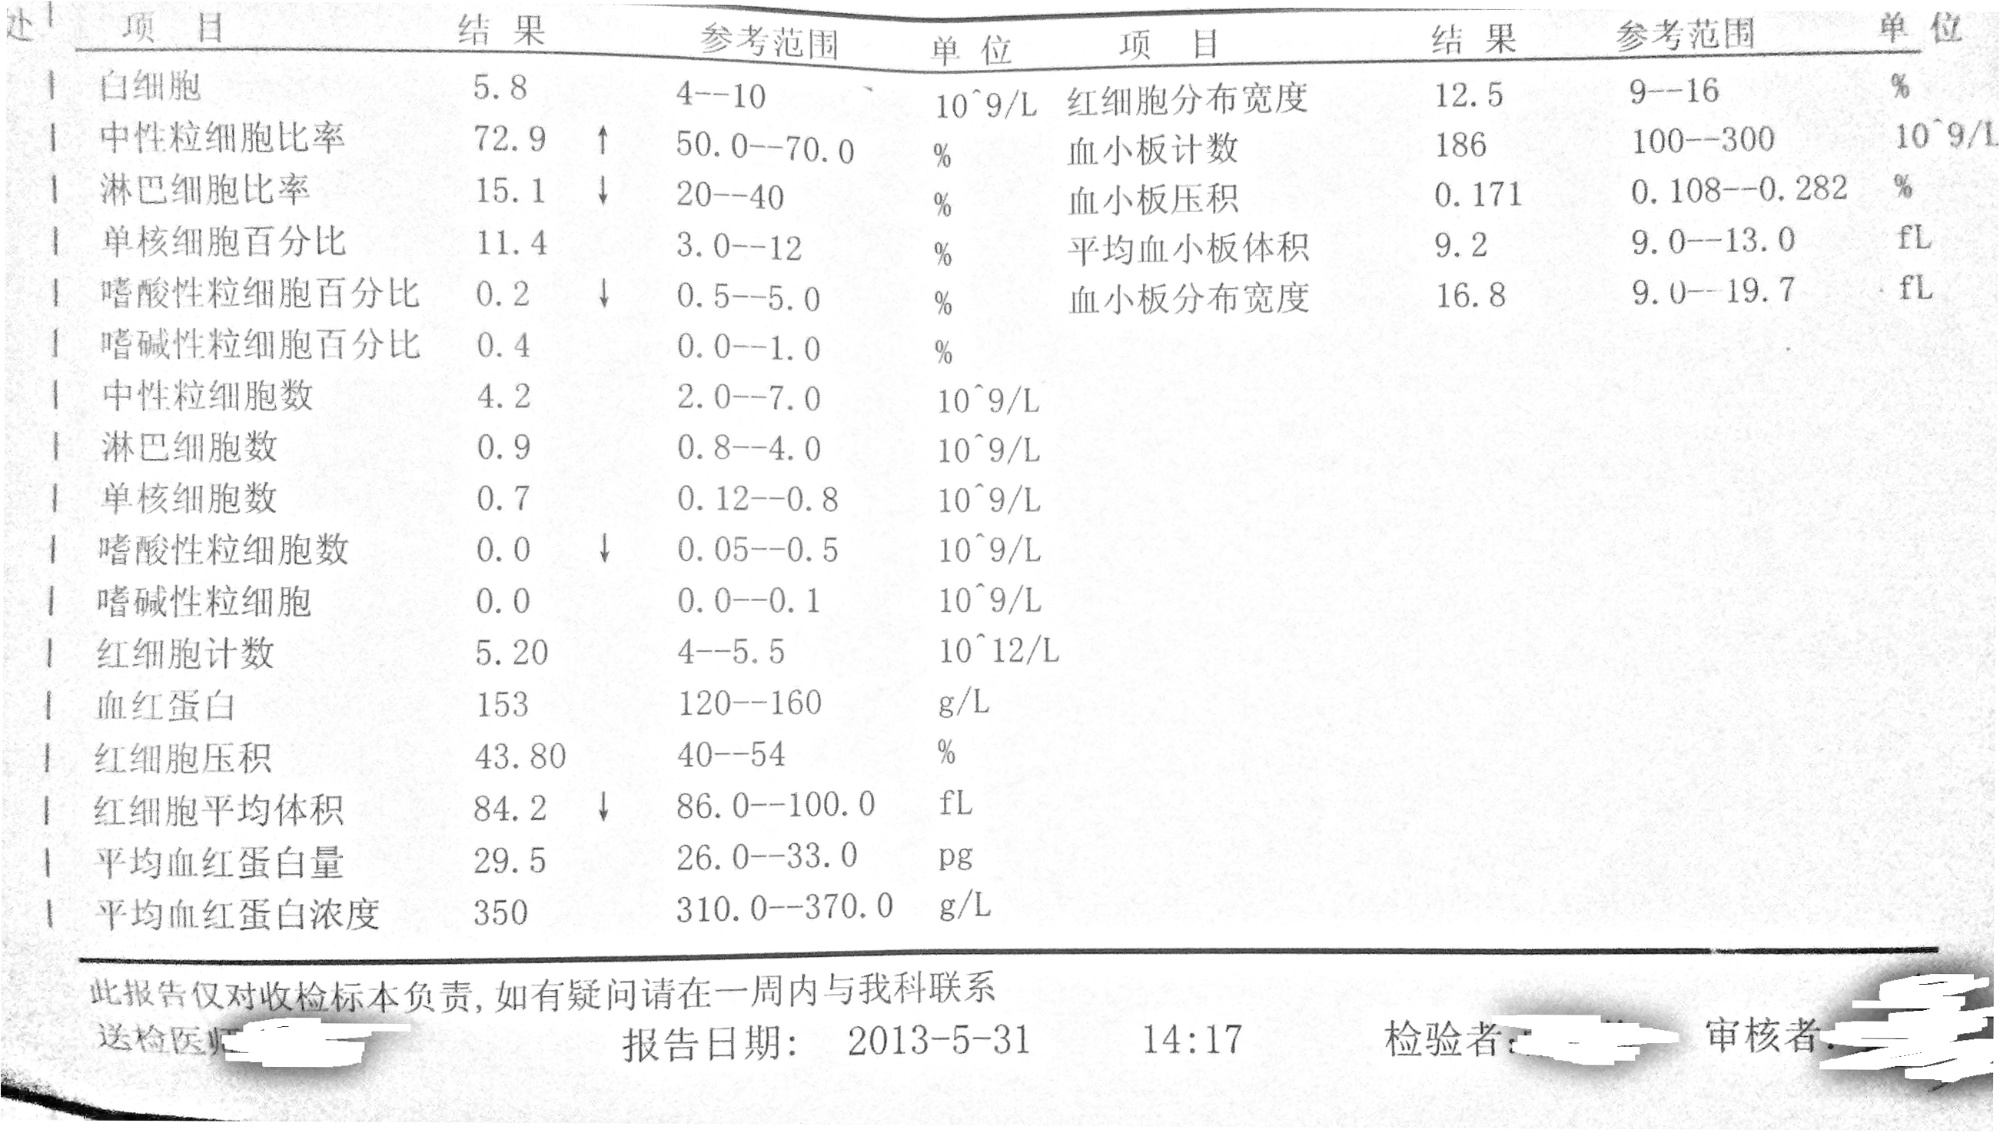 处 项 目 结 果 参考范围 单 位 项 目 结 果 参考范围 单 位
白细胞 5.8 4--10 10^9/L 红细胞分布宽度 12.5 9--16 %
中性粒细胞比率 72.9 ↑ 50.0--70.0 % 血小板计数 186 100--300 10^9/L
淋巴细胞比率 15.1 ↓ 20--40 % 血小板压积 0.171 0.108--0.282 %
单核细胞百分比 11.4 3.0--12 % 平均血小板体积 9.2 9.0--13.0 fL
嗜酸性粒细胞百分比 0.2 ↓ 0.5--5.0 % 血小板分布宽度 16.8 9.0--19.7 fL
嗜碱性粒细胞百分比 0.4 0.0--1.0 %
中性粒细胞数 4.2 2.0--7.0 10^9/L
淋巴细胞数 0.9 0.8--4.0 10^9/L
单核细胞数 0.7 0.12--0.8 10^9/L
嗜酸性粒细胞数 0.0 ↓ 0.05--0.5 10^9/L
嗜碱性粒细胞 0.0 0.0--0.1 10^9/L
红细胞计数 5.20 4--5.5 10^12/L
血红蛋白 153 120--160 g/L
红细胞压积 43.80 40--54 %
红细胞平均体积 84.2 ↓ 86.0--100.0 fL
平均血红蛋白量 29.5 26.0--33.0 pg
平均血红蛋白浓度 350 310.0--370.0 g/L
此报告仅对收检标本负责,如有疑问请在一周内与我科联系
送检医师 报告日期: 2013-5-31 14:17 检验者: 审核者: